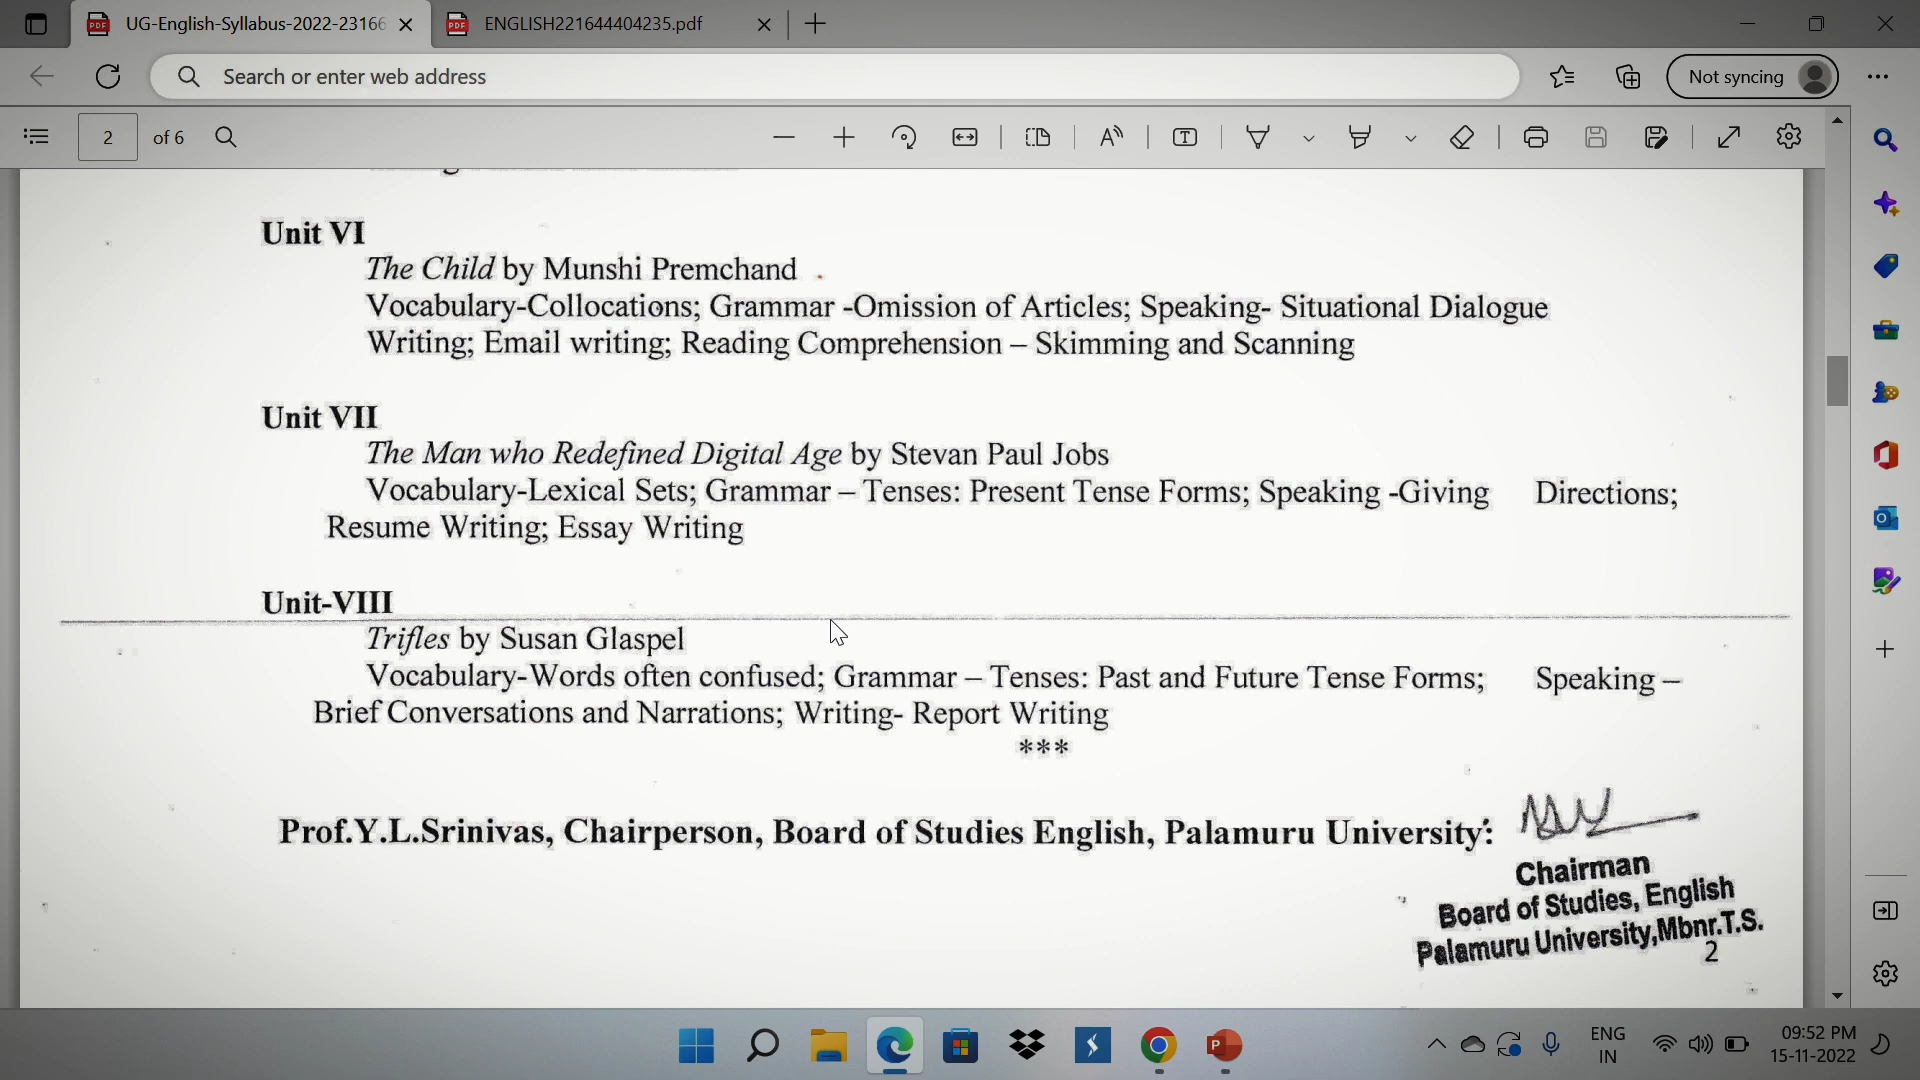 UG-English-Syllabus-2022-23166
ENGLISH221644404235.pdf
Search or enter web address
Not syncing
2 of 6
Unit VI
The Child by Munshi Premchand
Vocabulary-Collocations; Grammar -Omission of Articles; Speaking- Situational Dialogue
Writing; Email writing; Reading Comprehension – Skimming and Scanning
Unit VII
The Man who Redefined Digital Age by Stevan Paul Jobs
Vocabulary-Lexical Sets; Grammar – Tenses: Present Tense Forms; Speaking -Giving Directions;
Resume Writing; Essay Writing
Unit-VIII
Trifles by Susan Glaspel
Vocabulary-Words often confused; Grammar – Tenses: Past and Future Tense Forms; Speaking –
Brief Conversations and Narrations; Writing- Report Writing
***
Prof.Y.L.Srinivas, Chairperson, Board of Studies English, Palamuru University:
Chairman
Board of Studies, English
Palamuru University,Mbnr.T.S.
2
ENG
IN
09:52 PM
15-11-2022